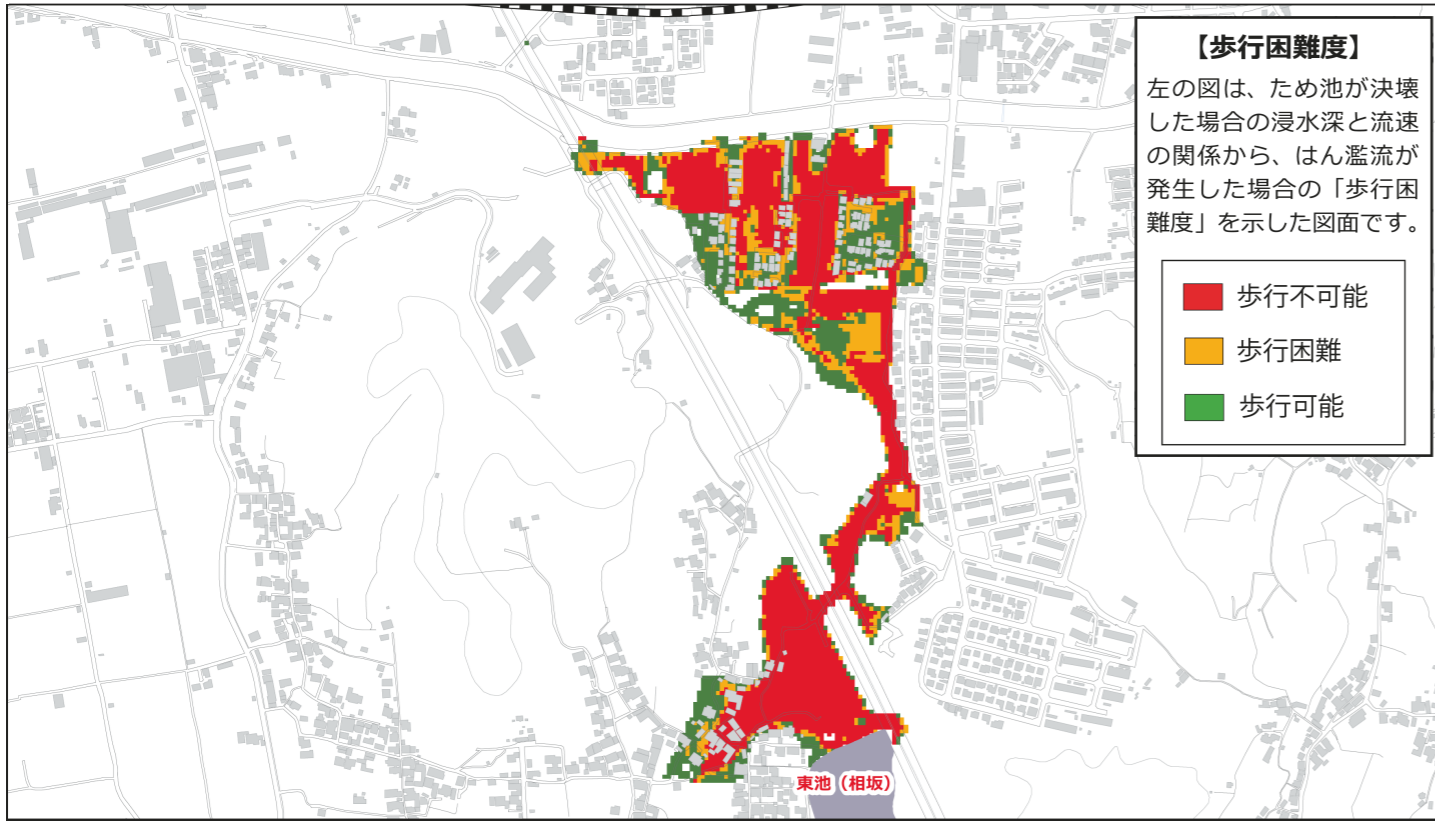 【歩行困難度】
左の図は、ため池が決壊
した場合の浸水深と流速
の関係から、はん濫流が
発生した場合の「歩行困
難度」を示した図面です。
歩行不可能
歩行困難
歩行可能
東池（相坂）